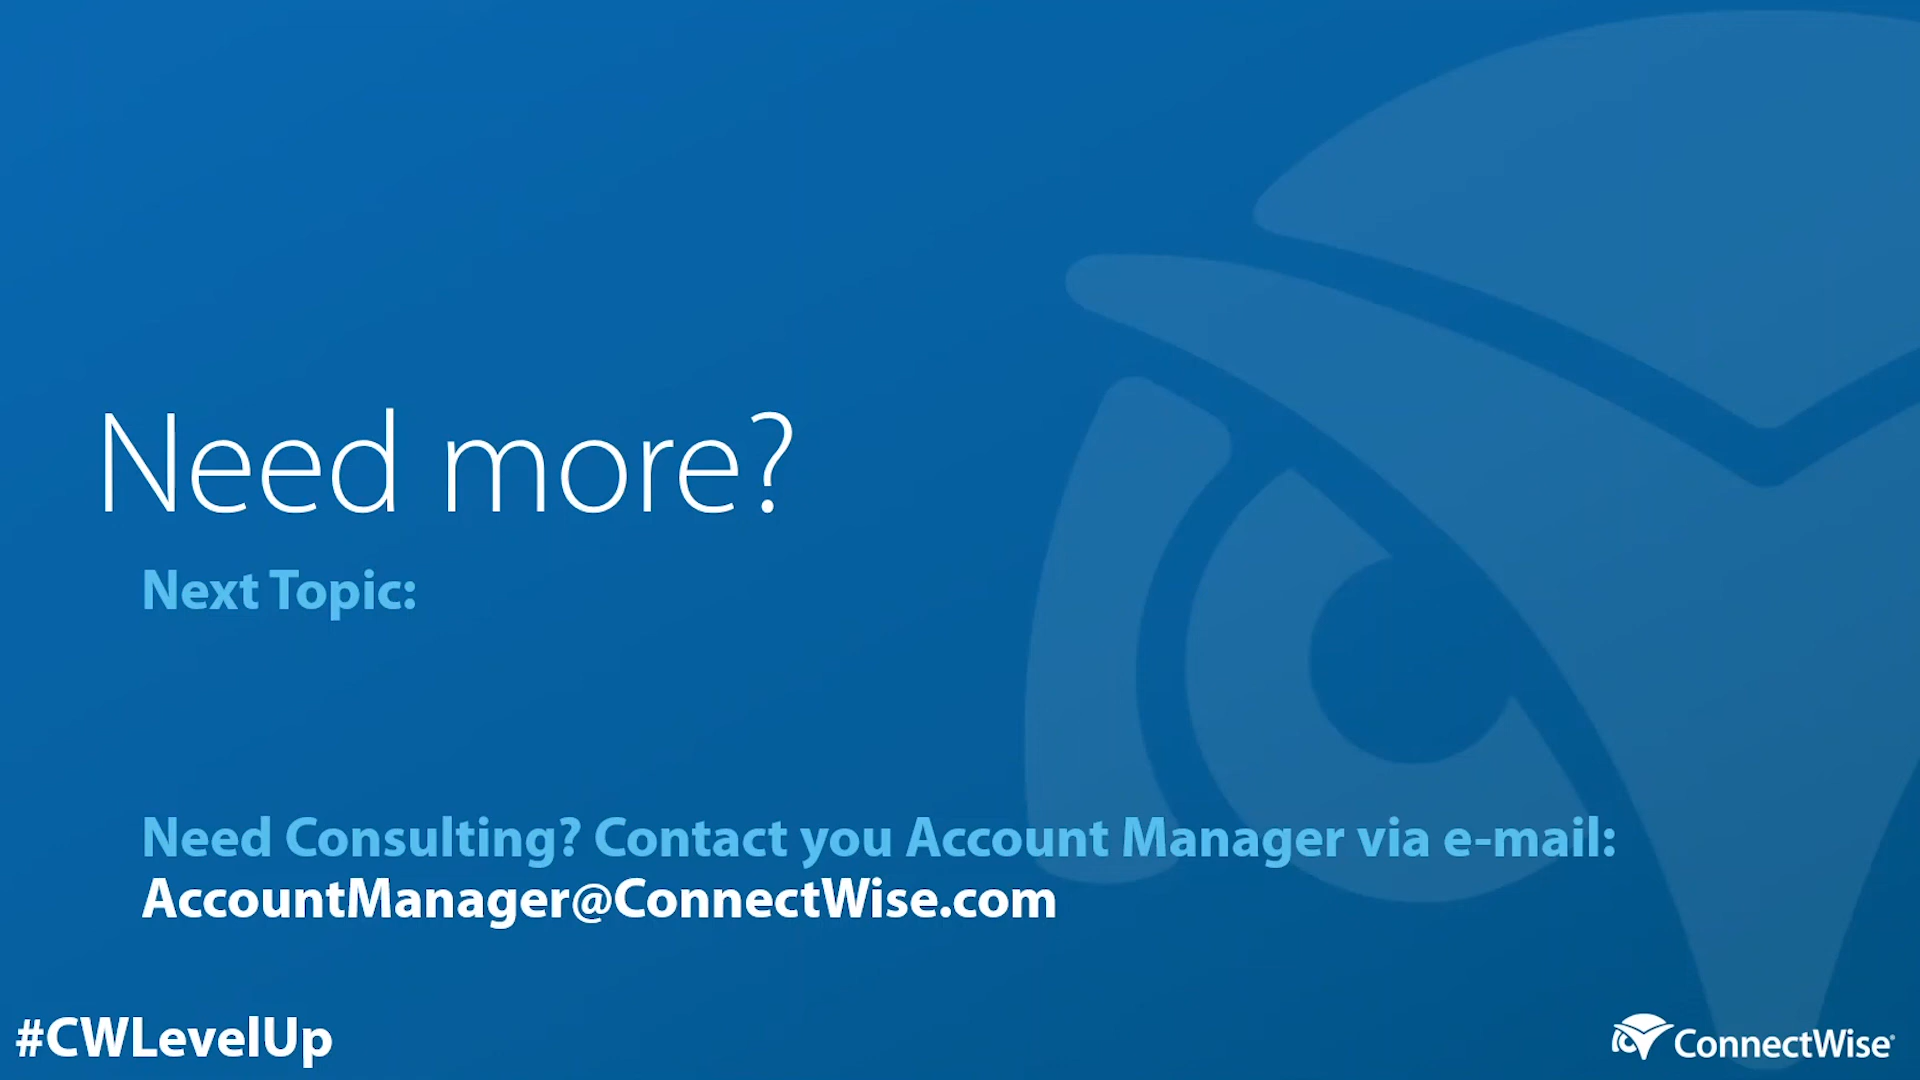 Need more?
Next Topic:
Need Consulting? Contact you Account Manager via e-mail:
AccountManager@ConnectWise.com
#CWLevelUp
ConnectWise®